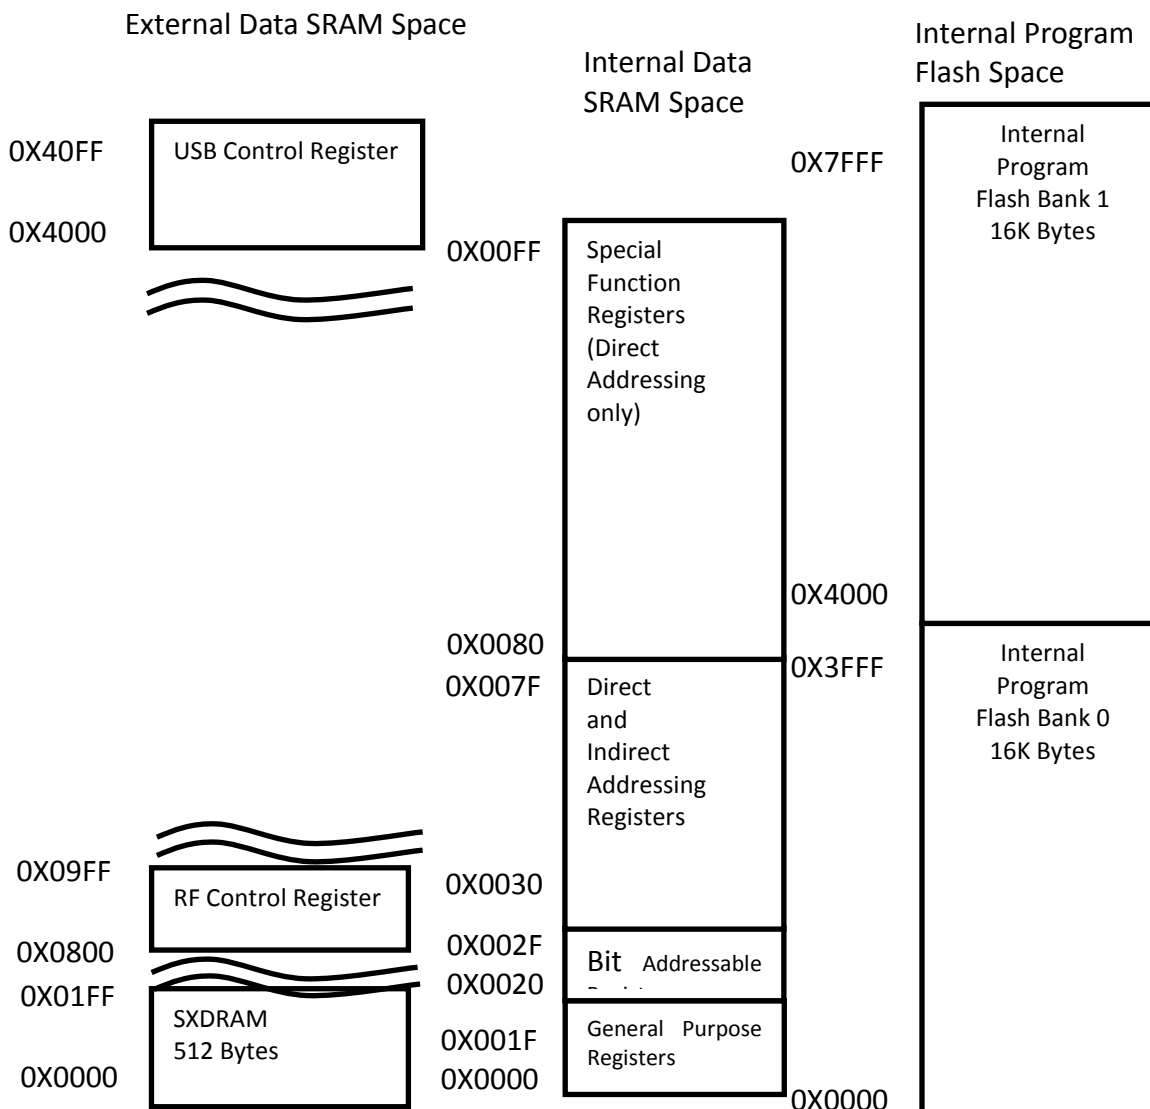 External Data SRAM Space
0X40FF
USB Control Register
0X4000
0X09FF
RF Control Register
0X0800
0X01FF
SXDRAM
512 Bytes
0X0000
Internal Data
SRAM Space
0X00FF
Special
Function
Registers
(Direct
Addressing
only)
0X0080
0X007F
Direct
and
Indirect
Addressing
Registers
0X0030
0X002F
Bit Addressable
0X0020
0X001F
General Purpose
Registers
0X0000
Internal Program
Flash Space
0X7FFF
Internal
Program
Flash Bank 1
16K Bytes
0X4000
0X3FFF
Internal
Program
Flash Bank 0
16K Bytes
0X0000